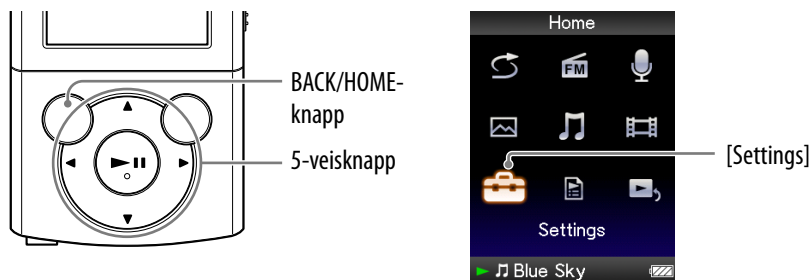 BACK/HOME-
knapp
5-veisknapp
Home
FM
[Settings]
Settings
Blue Sky